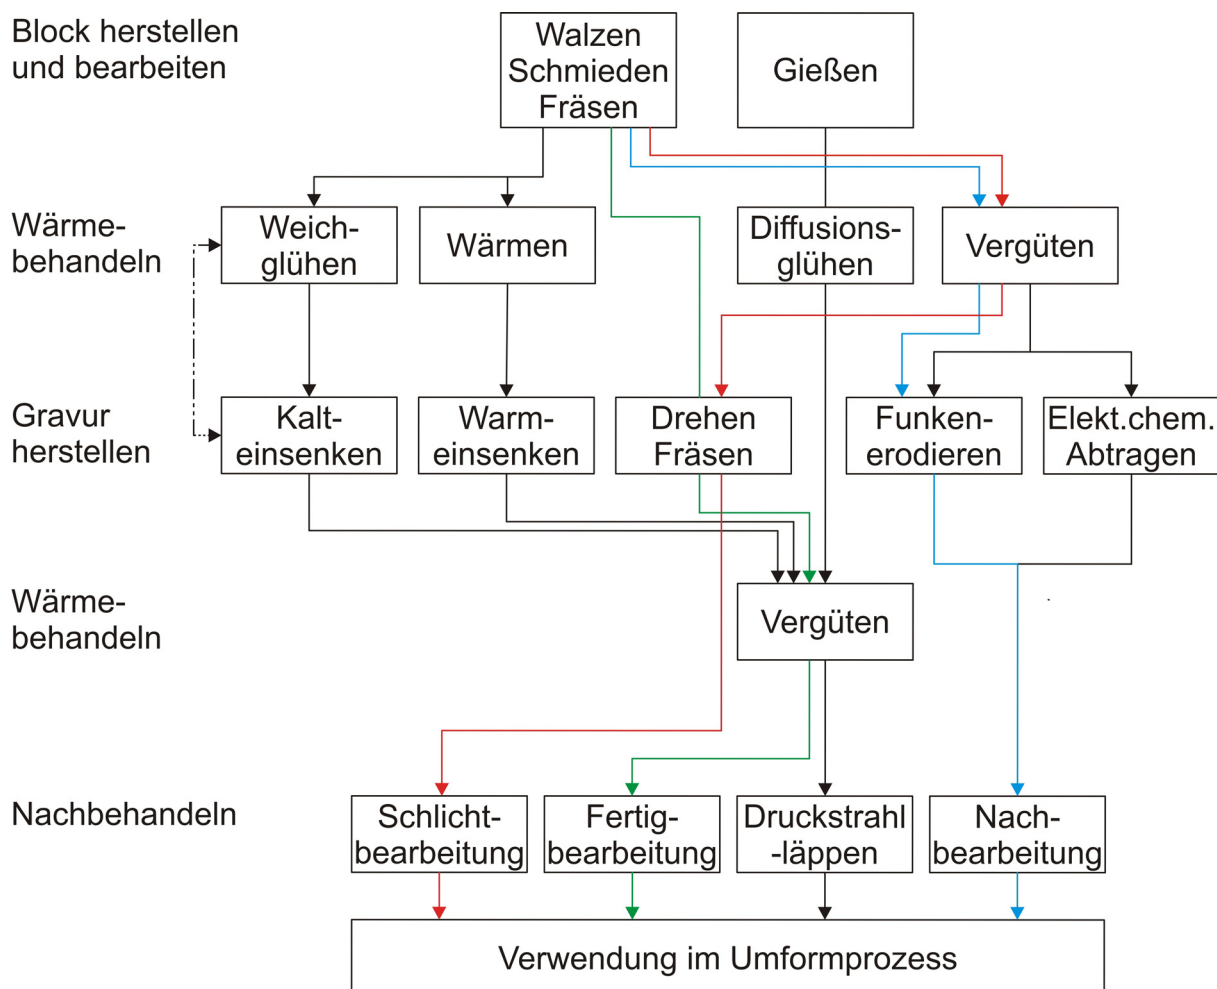 Block herstellen
und bearbeiten
Walzen
Schmieden
Fräsen
Gießen
Wärme-
behandeln
Weich-
glühen
Wärmen
Diffusions-
glühen
Vergüten
Gravur
herstellen
Kalt-
einsenken
Warm-
einsenken
Drehen
Fräsen
Funken-
erodieren
Elekt.chem.
Abtragen
Wärme-
behandeln
Vergüten
Nachbehandeln
Schlicht-
bearbeitung
Fertig-
bearbeitung
Druckstrahl
-läppen
Nach-
bearbeitung
Verwendung im Umformprozess